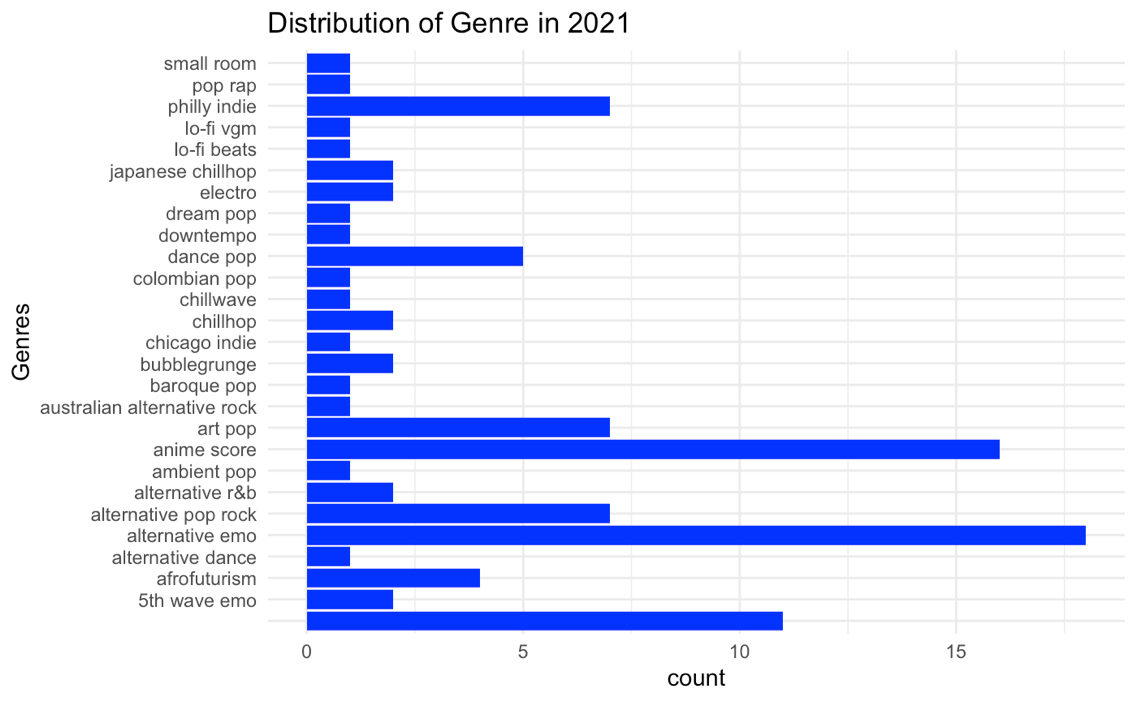 Distribution of Genre in 2021
small room
pop rap
philly indie
lo-fi vgm
lo-fi beats
japanese chillhop
electro
dream pop
downtempo
dance pop
colombian pop
chillwave
chillhop
chicago indie
bubblegrunge
baroque pop
australian alternative rock
art pop
anime score
ambient pop
alternative r&b
alternative pop rock
alternative emo
alternative dance
afrofuturism
5th wave emo
Genres
0 5 10 15
count